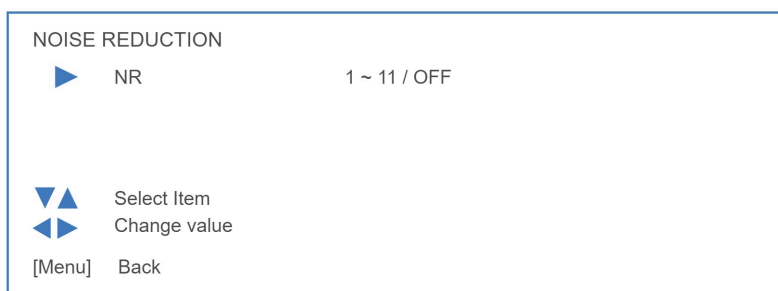 NOISE REDUCTION
NR 1 ~ 11 / OFF
Select Item
Change value
[Menu] Back